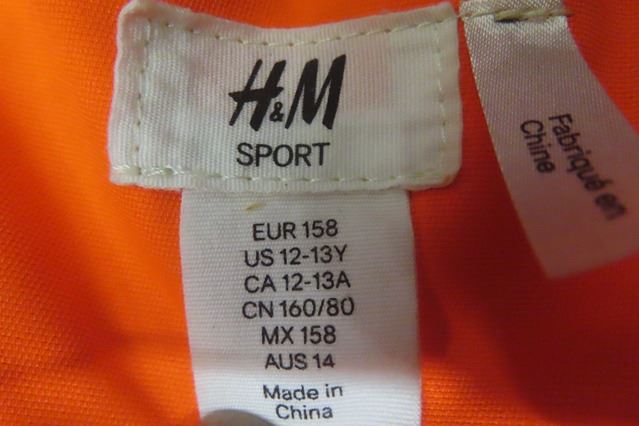 H&M
SPORT
EUR 158
US 12-13Y
CA 12-13A
CN 160/80
MX 158
AUS 14
Made in
China
Fabriqué en
Chine